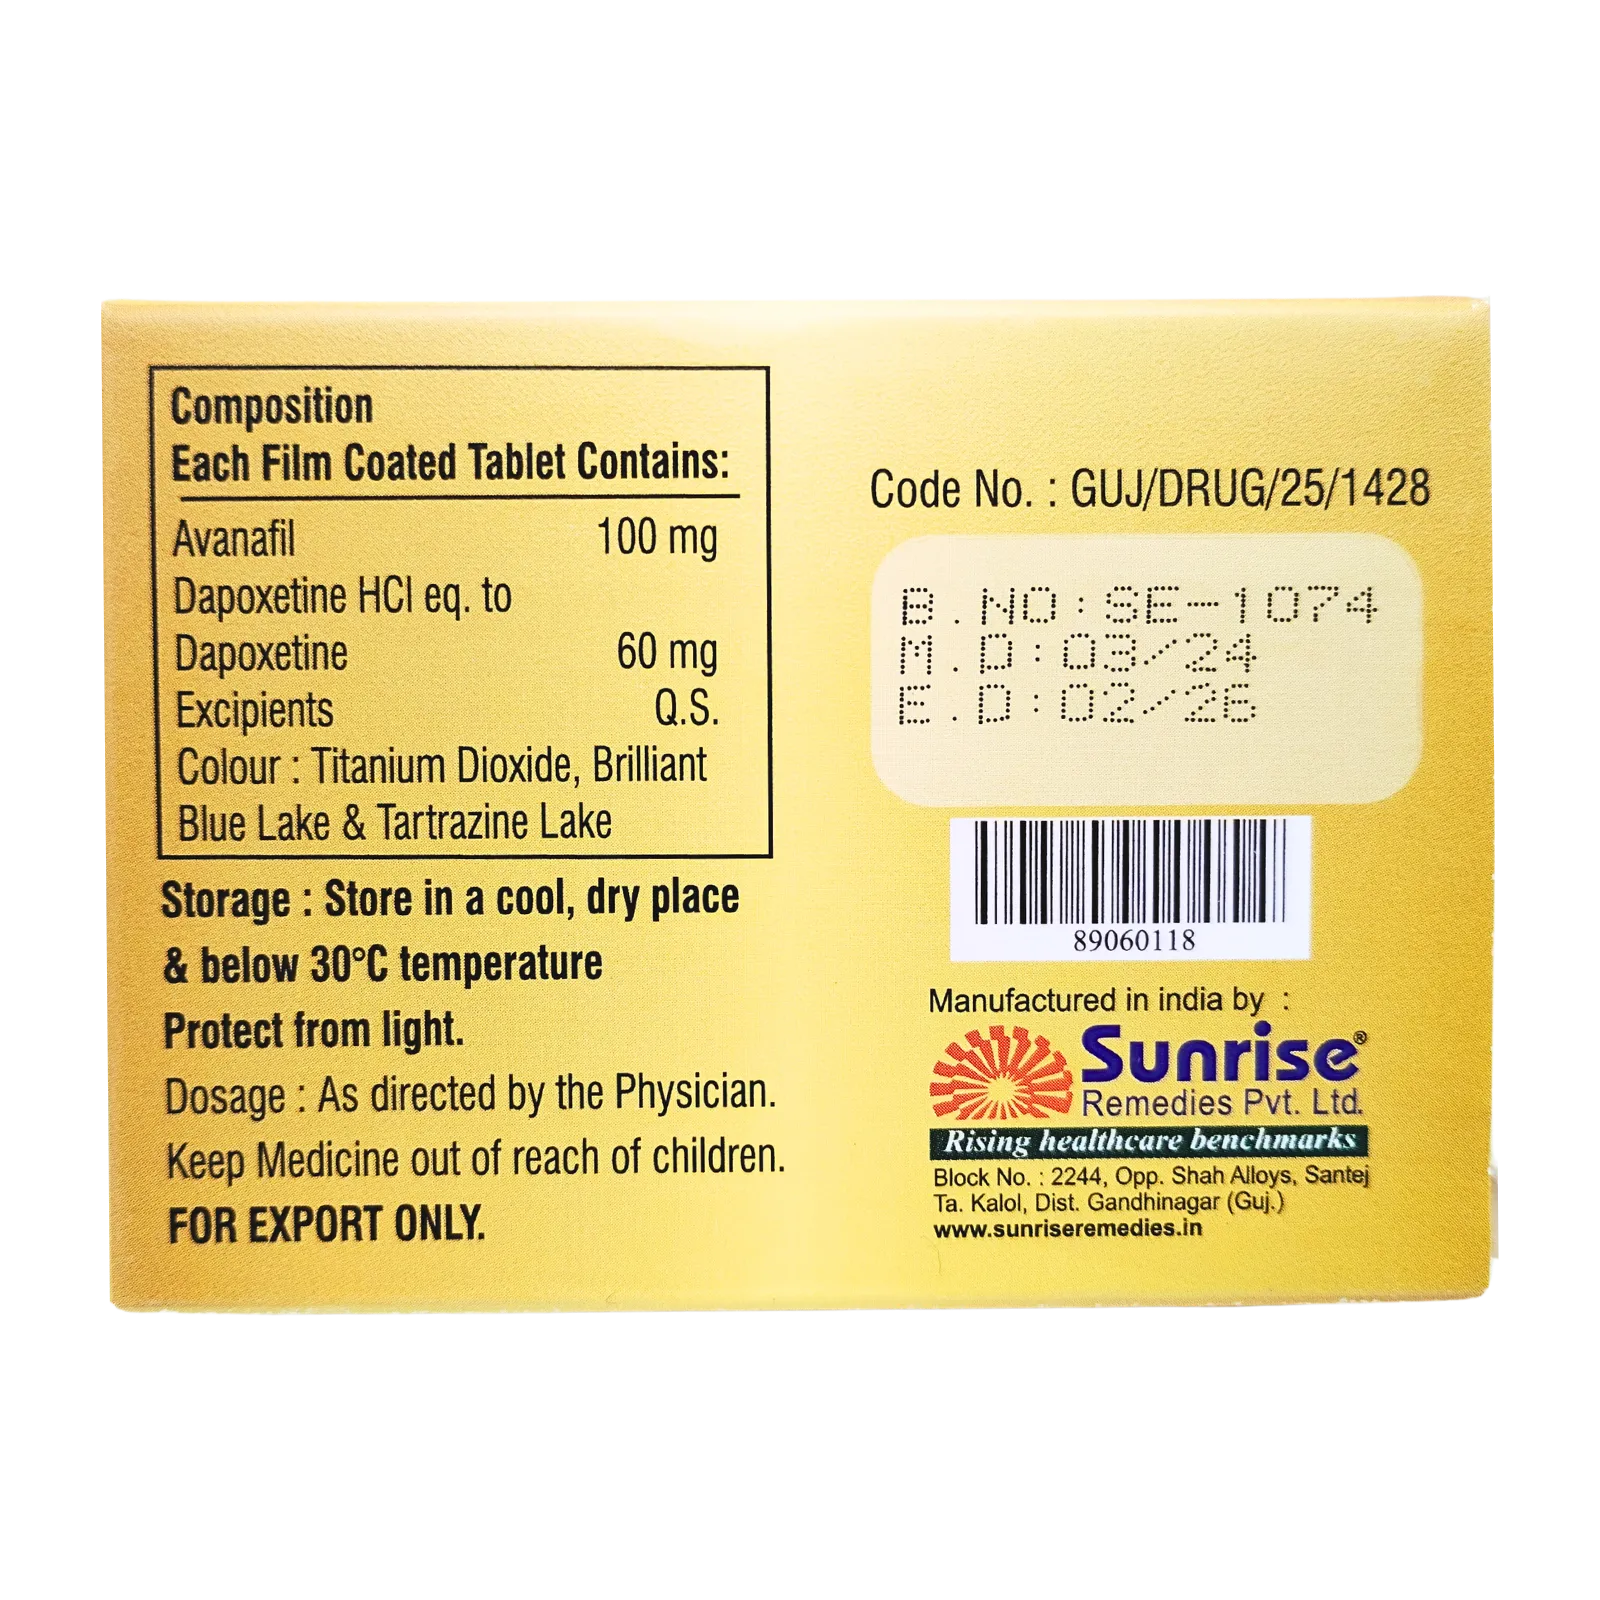 Composition
Each Film Coated Tablet Contains:
Avanafil 100 mg
Dapoxetine HCl eq. to
Dapoxetine 60 mg
Excipients Q.S.
Colour : Titanium Dioxide, Brilliant
Blue Lake & Tartrazine Lake
Storage : Store in a cool, dry place
& below 30°C temperature
Protect from light.
Dosage : As directed by the Physician.
Keep Medicine out of reach of children.
FOR EXPORT ONLY.
Code No. : GUJ/DRUG/25/1428
B.NO:SE-1074
M.D:03/24
E.D:02/26
89060118
Manufactured in india by :
Sunrise®
Remedies Pvt. Ltd.
Rising healthcare benchmarks
Block No. : 2244, Opp. Shah Alloys, Santej
Ta. Kalol, Dist. Gandhinagar (Guj.)
www.sunriseremedies.in